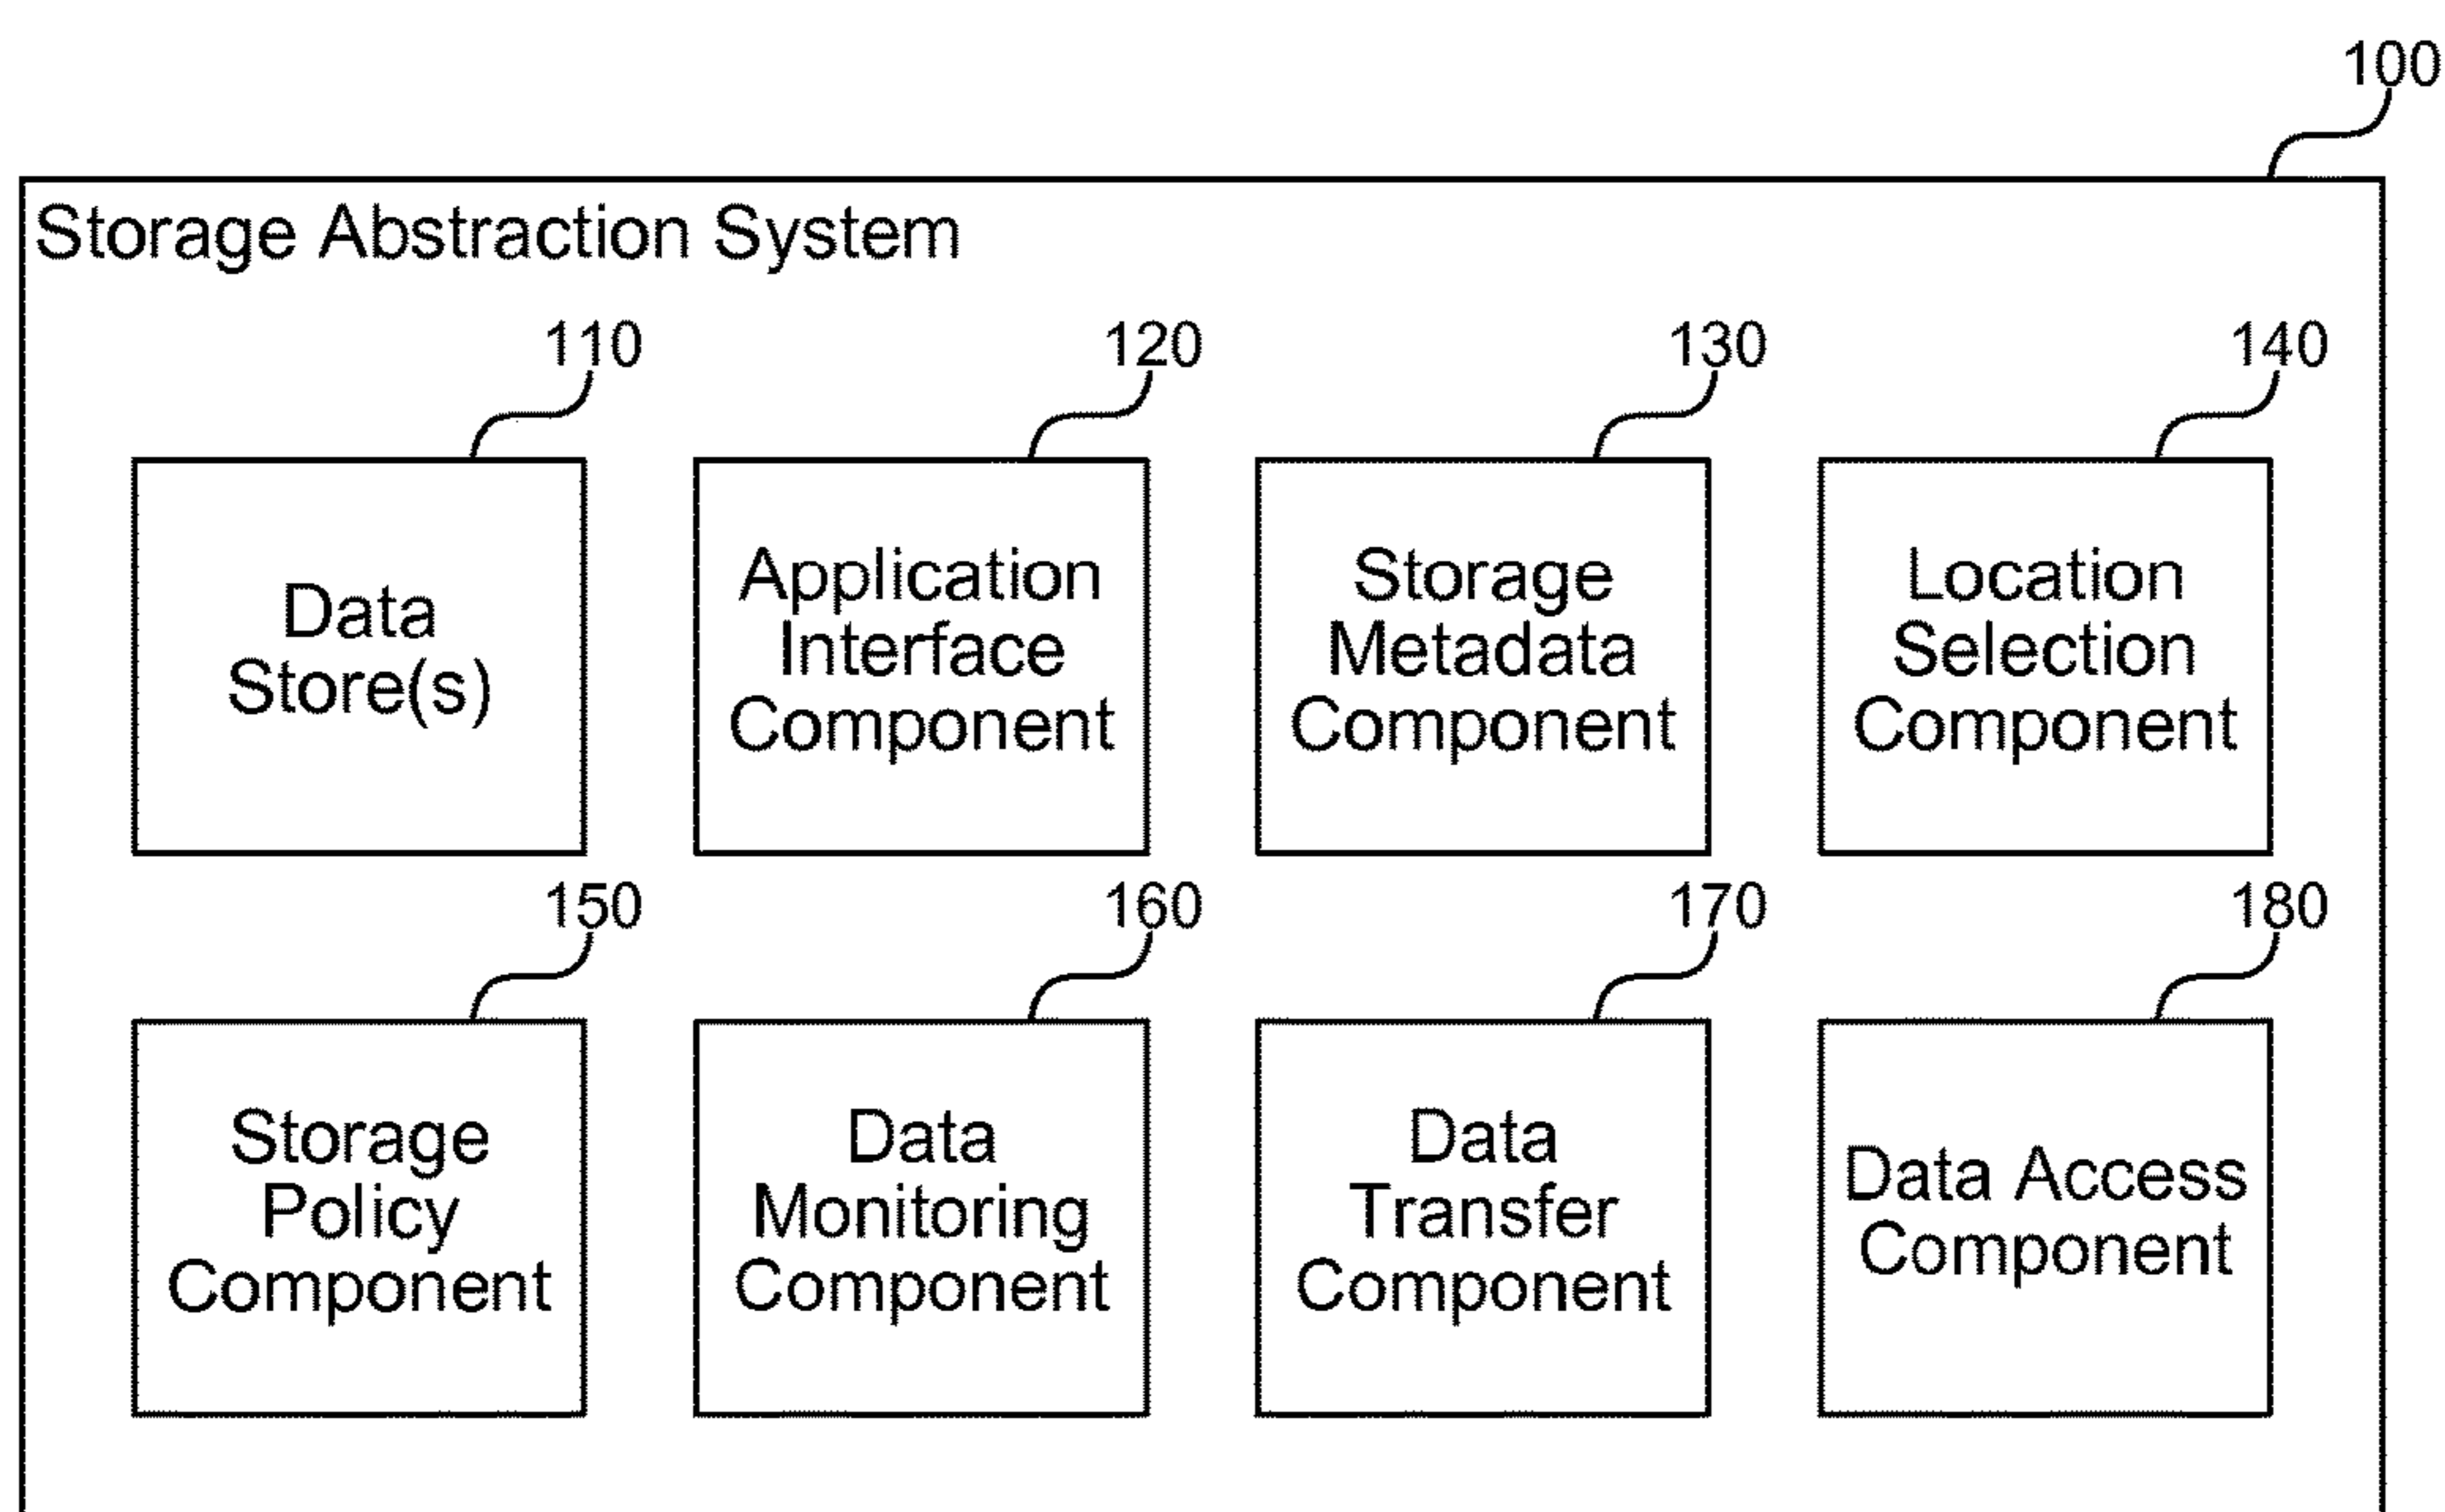 100
Storage Abstraction System
110
120
130
140
Data
Store(s)
Application
Interface
Component
Storage
Metadata
Component
Location
Selection
Component
150
160
170
180
Storage
Policy
Component
Data
Monitoring
Component
Data
Transfer
Component
Data Access
Component